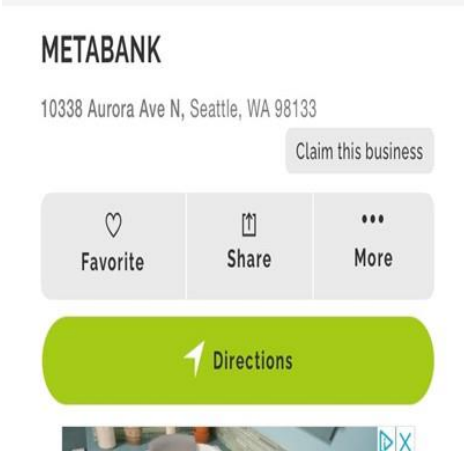 METABANK
10338 Aurora Ave N, Seattle, WA 98133
Claim this business
Favorite
Share
More
Directions